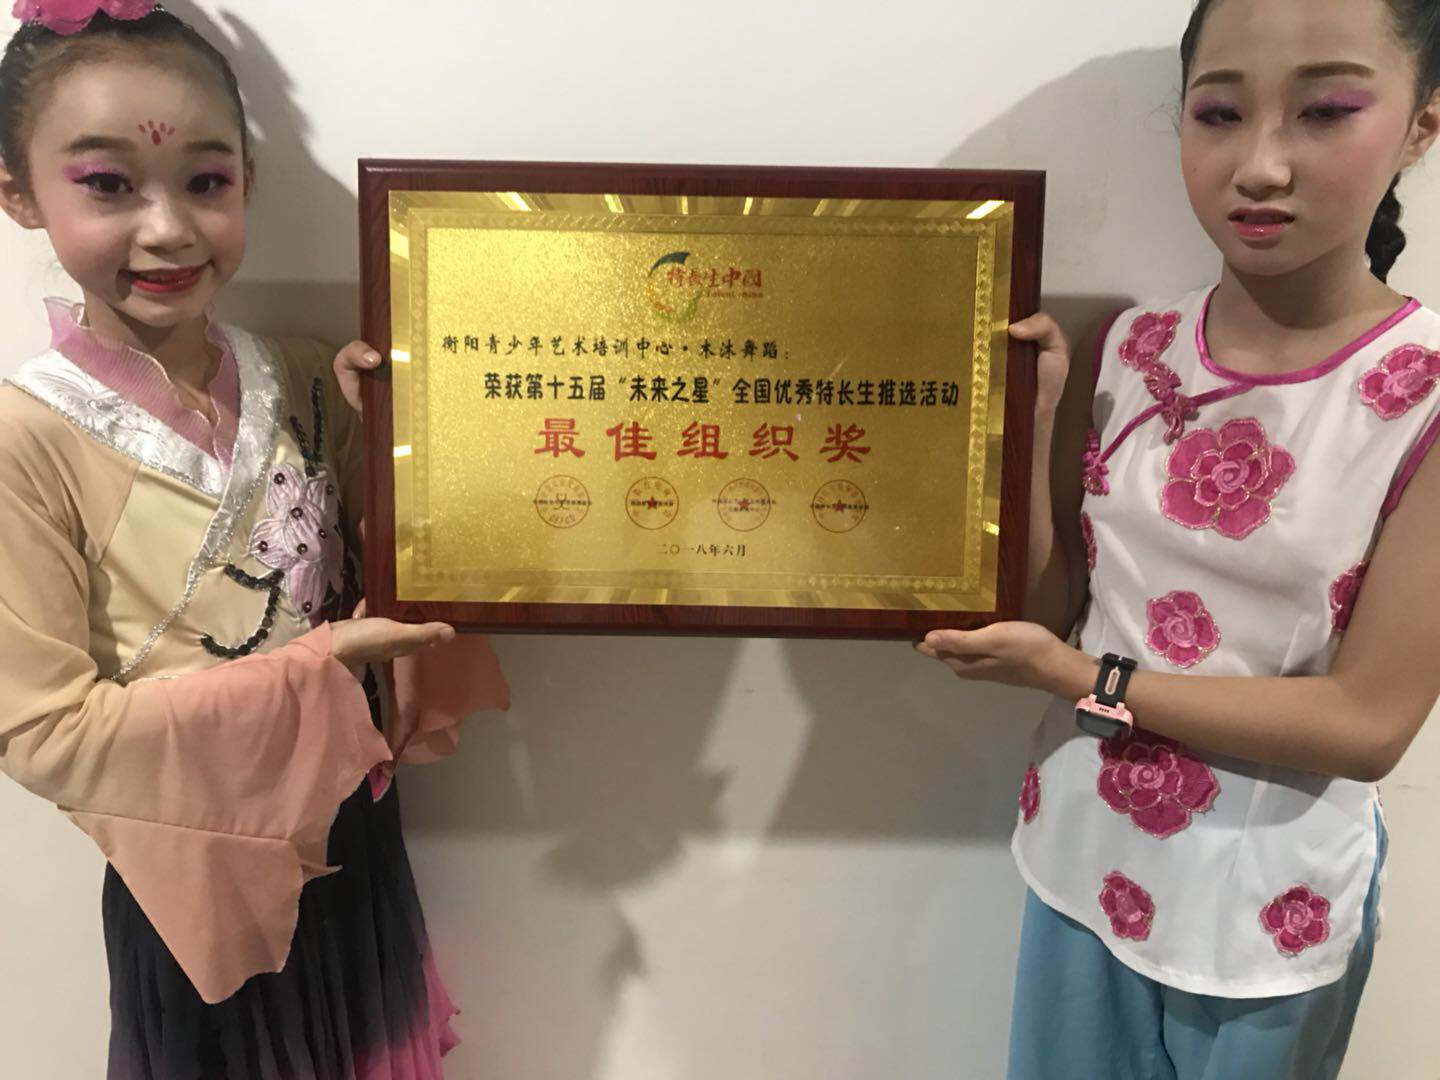 特长生中国
衡阳青少年艺术培训中心·木沐舞蹈:
荣获第十五届“未来之星”全国优秀特长生推选活动
最佳组织奖
二〇一八年六月